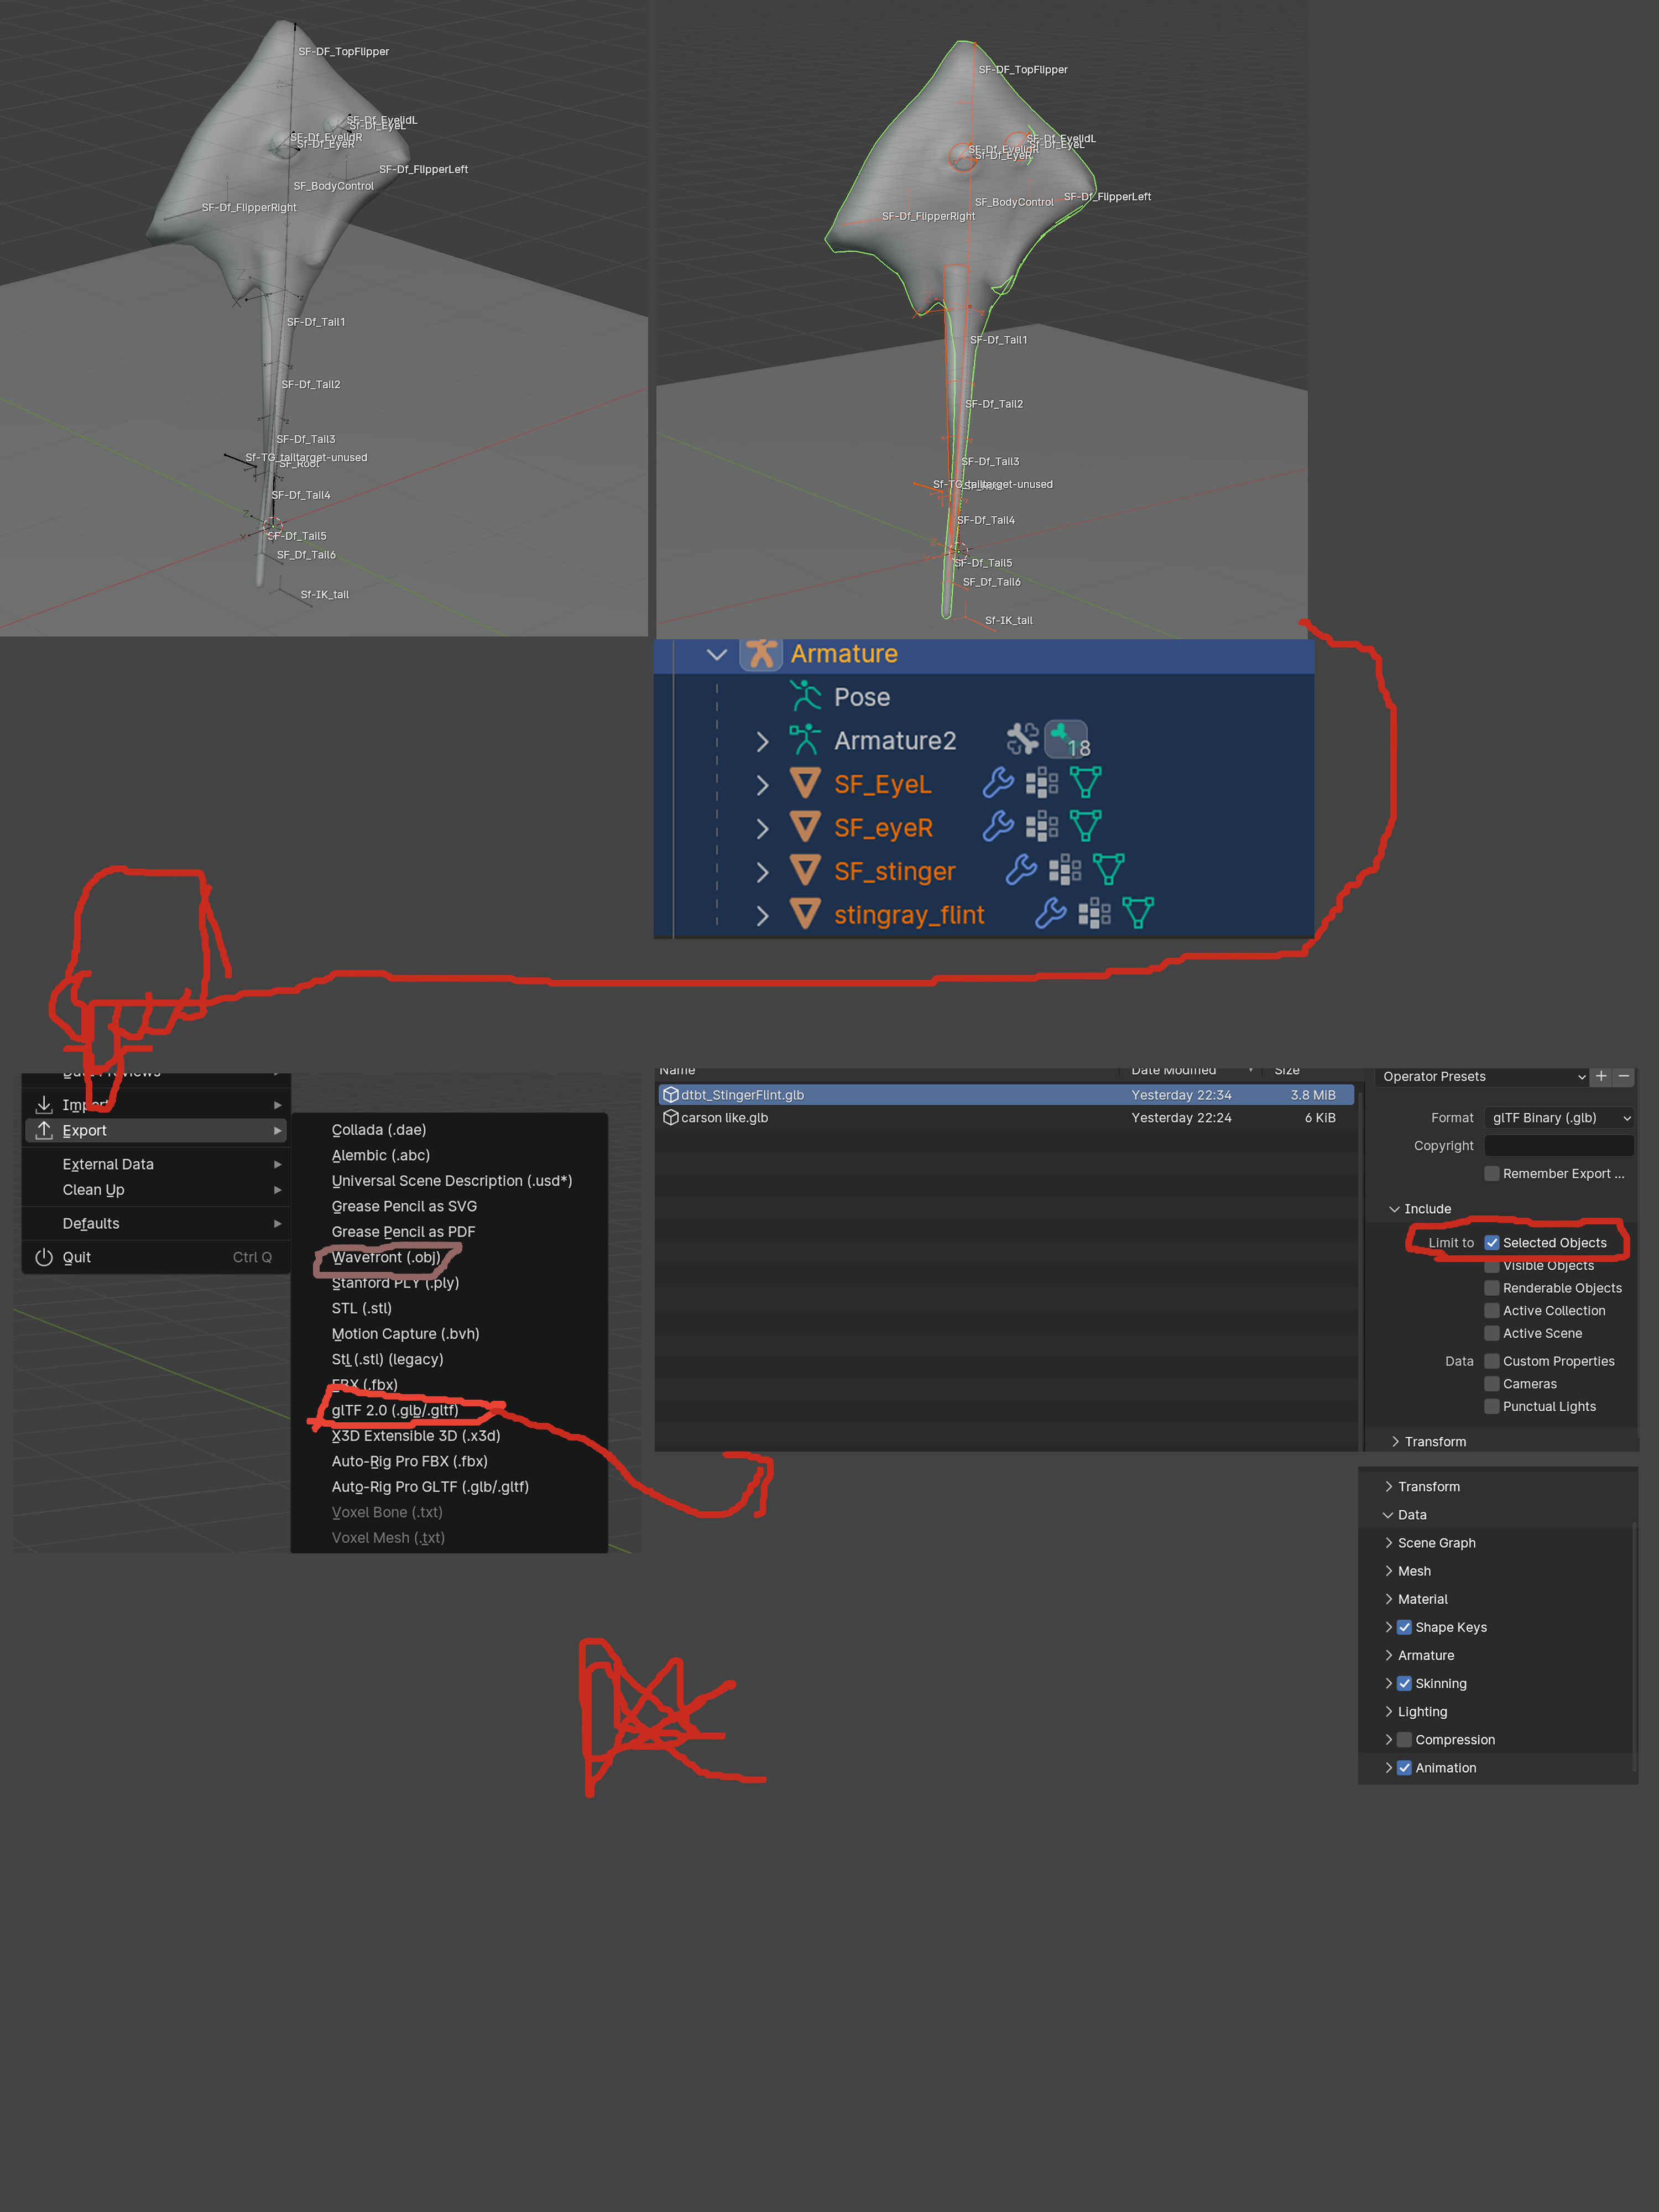 SF-DF_TopFlipper
SF-Df_EyelidL
Sf-Df_EyeL
SF-Df_EyelidR
Sf-Df_EyeR
SF-Df_FlipperLeft
SF_BodyControl
SF-Df_FlipperRight
SF-Df_Tail1
SF-Df_Tail2
SF-Df_Tail3
Sf-TG_tailtarget-unused
SF_Root
SF-Df_Tail4
SF-Df_Tail5
SF_Df_Tail6
Sf-IK_tail
SF-DF_TopFlipper
SF-Df_EyelidL
Sf-Df_EyeL
SF-Df_EyelidR
Sf-Df_EyeR
SF-Df_FlipperLeft
SF_BodyControl
SF-Df_FlipperRight
SF-Df_Tail1
SF-Df_Tail2
SF-Df_Tail3
Sf-TG_tailtarget-unused
SF-Df_Tail4
SF-Df_Tail5
SF_Df_Tail6
Sf-IK_tail
Armature
Pose
Armature2 18
SF_EyeL
SF_eyeR
SF_stinger
stingray_flint
Import
Export
External Data
Clean Up
Defaults
Quit Ctrl Q
Collada (.dae)
Alembic (.abc)
Universal Scene Description (.usd*)
Grease Pencil as SVG
Grease Pencil as PDF
Wavefront (.obj)
Stanford PLY (.ply)
STL (.stl)
Motion Capture (.bvh)
Stl (.stl) (legacy)
FBX (.fbx)
glTF 2.0 (.glb/.gltf)
X3D Extensible 3D (.x3d)
Auto-Rig Pro FBX (.fbx)
Auto-Rig Pro GLTF (.glb/.gltf)
Voxel Bone (.txt)
Voxel Mesh (.txt)
Name Date Modified Size
dtbt_StingerFlint.glb Yesterday 22:34 3.8 MiB
carson like.glb Yesterday 22:24 6 KiB
Operator Presets
Format glTF Binary (.glb)
Copyright
Remember Export ...
Include
Limit to Selected Objects
Visible Objects
Renderable Objects
Active Collection
Active Scene
Data Custom Properties
Cameras
Punctual Lights
Transform
Transform
Data
Scene Graph
Mesh
Material
Shape Keys
Armature
Skinning
Lighting
Compression
Animation